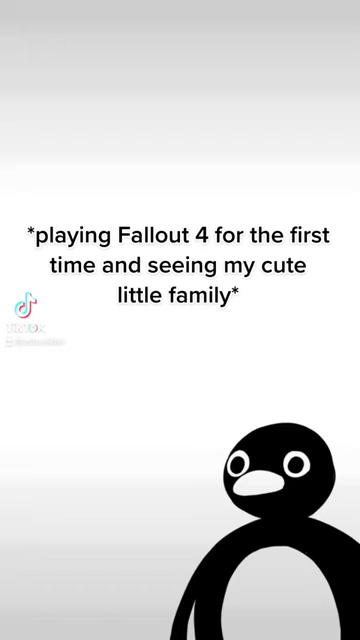 *playing Fallout 4 for the first
time and seeing my cute
little family*
TikTok